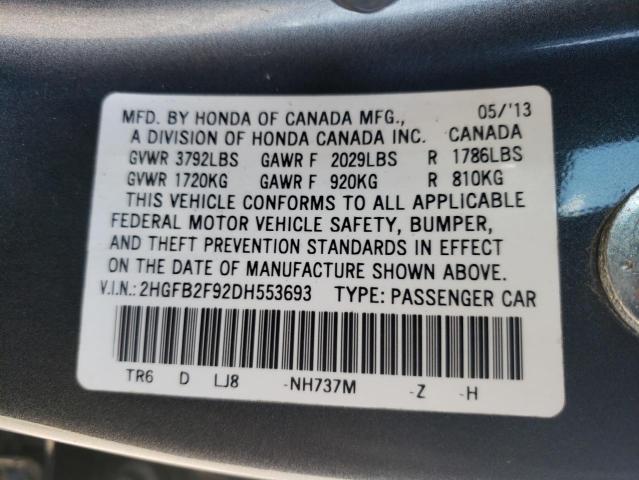 MFD. BY HONDA OF CANADA MFG., 05/'13
A DIVISION OF HONDA CANADA INC. CANADA
GVWR 3792LBS GAWR F 2029LBS R 1786LBS
GVWR 1720KG GAWR F 920KG R 810KG
THIS VEHICLE CONFORMS TO ALL APPLICABLE
FEDERAL MOTOR VEHICLE SAFETY, BUMPER,
AND THEFT PREVENTION STANDARDS IN EFFECT
ON THE DATE OF MANUFACTURE SHOWN ABOVE.
V.I.N.: 2HGFB2F92DH553693 TYPE: PASSENGER CAR
TR6 D LJ8 -NH737M -Z -H